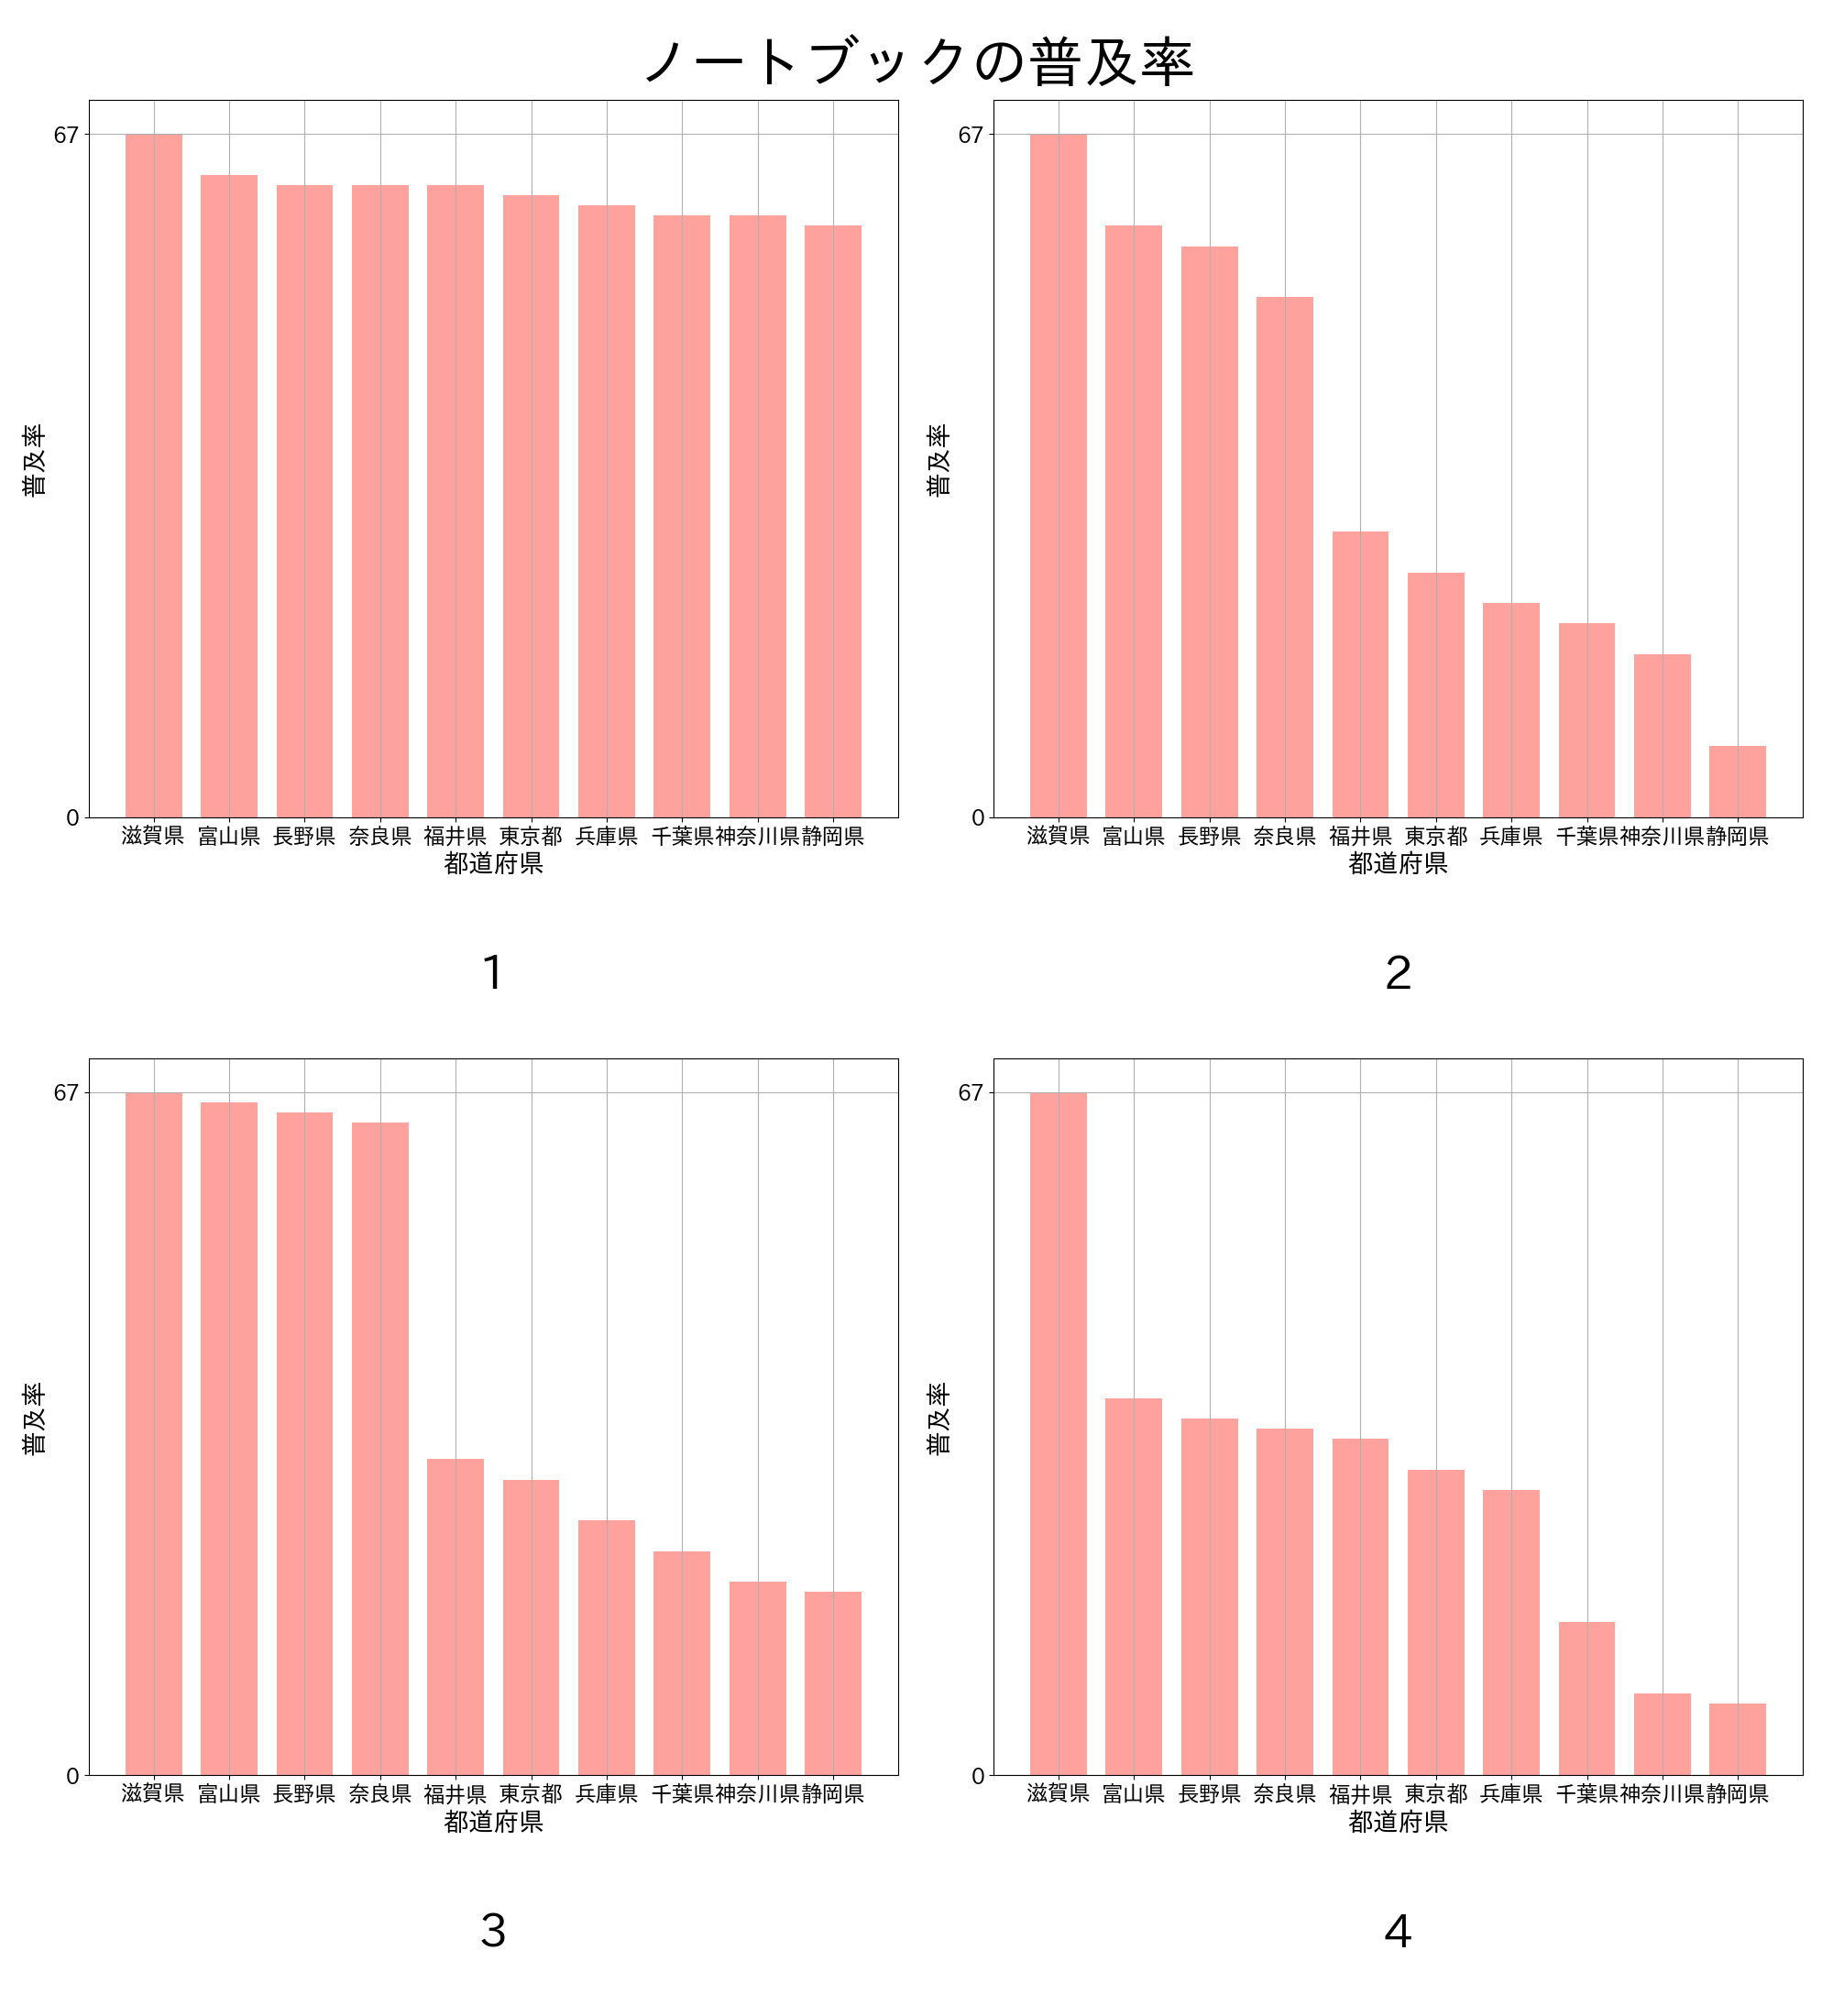 ノートブックの普及率
67
0
普及率
滋賀県 富山県 長野県 奈良県 福井県 東京都 兵庫県 千葉県 神奈川県 静岡県
都道府県
1
67
0
普及率
滋賀県 富山県 長野県 奈良県 福井県 東京都 兵庫県 千葉県 神奈川県 静岡県
都道府県
2
67
0
普及率
滋賀県 富山県 長野県 奈良県 福井県 東京都 兵庫県 千葉県 神奈川県 静岡県
都道府県
3
67
0
普及率
滋賀県 富山県 長野県 奈良県 福井県 東京都 兵庫県 千葉県 神奈川県 静岡県
都道府県
4